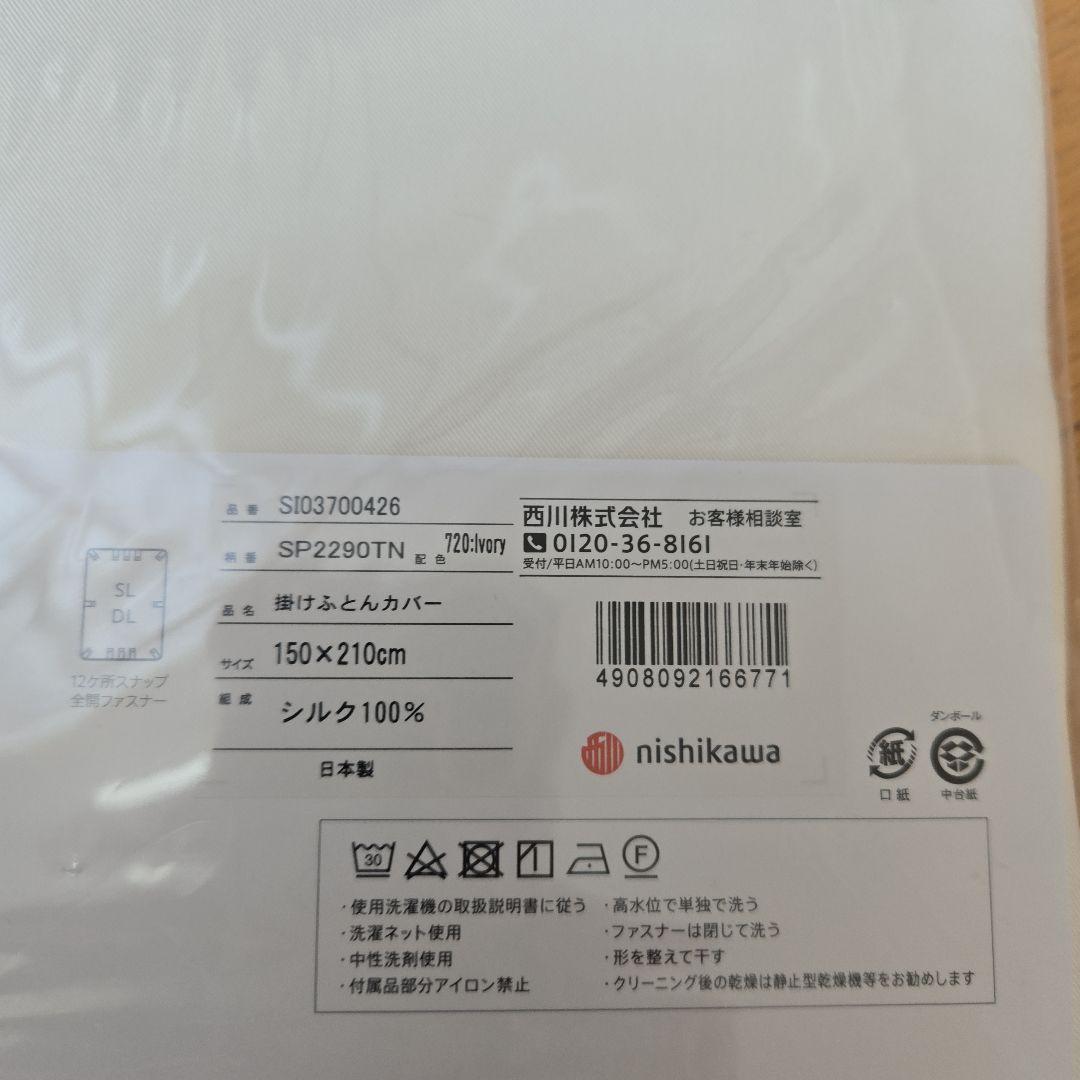 品番 SI03700426
柄番 SP2290TN 配色 720:Ivory
品名 掛けふとんカバー
サイズ 150×210cm
組成 シルク100%
日本製
SL
DL
12ケ所スナップ
全開ファスナー
西川株式会社 お客様相談室
0120-36-8161
受付/平日AM10:00〜PM5:00(土日祝日・年末年始除く)
4908092166771
西川 nishikawa
紙
口紙
ダンボール
中台紙
30
F
・使用洗濯機の取扱説明書に従う
・洗濯ネット使用
・中性洗剤使用
・付属品部分アイロン禁止
・高水位で単独で洗う
・ファスナーは閉じて洗う
・形を整えて干す
・クリーニング後の乾燥は静止型乾燥機等をお勧めします